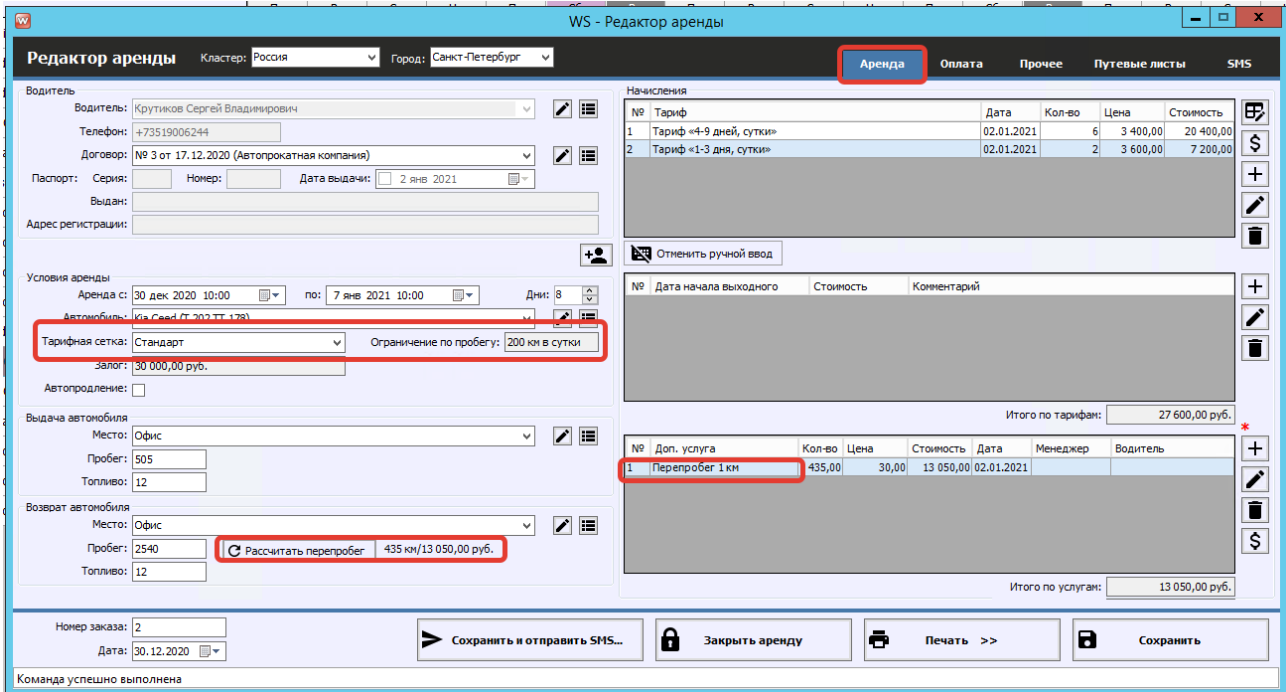 WS - Редактор аренды
Редактор аренды Кластер: Россия Город: Санкт-Петербург Аренда Оплата Прочее Путевые листы SMS
Водитель
Водитель: Крутиков Сергей Владимирович
Телефон: +73519006244
Договор: № 3 от 17.12.2020 (Автопрокатная компания)
Паспорт: Серия: Номер: Дата выдачи: 2 янв 2021
Выдан:
Адрес регистрации:
Условия аренды
Аренда с: 30 дек 2020 10:00 по: 7 янв 2021 10:00 Дни: 8
Автомобиль: Kia Ceed (Т 202 ТТ 178)
Тарифная сетка: Стандарт Ограничение по пробегу: 200 км в сутки
Залог: 30 000,00 руб.
Автопродление:
Выдача автомобиля
Место: Офис
Пробег: 505
Топливо: 12
Возврат автомобиля
Место: Офис
Пробег: 2540 Рассчитать перепробег 435 км/13 050,00 руб.
Топливо: 12
Начисления
№ Тариф Дата Кол-во Цена Стоимость
1 Тариф «4-9 дней, сутки» 02.01.2021 6 3 400,00 20 400,00
2 Тариф «1-3 дня, сутки» 02.01.2021 2 3 600,00 7 200,00
Отменить ручной ввод
№ Дата начала выходного Стоимость Комментарий
Итого по тарифам: 27 600,00 руб.
*
№ Доп. услуга Кол-во Цена Стоимость Дата Менеджер Водитель
1 Перепробег 1 км 435,00 30,00 13 050,00 02.01.2021
Итого по услугам: 13 050,00 руб.
Номер заказа: 2
Дата: 30.12.2020
Сохранить и отправить SMS... Закрыть аренду Печать >> Сохранить
Команда успешно выполнена